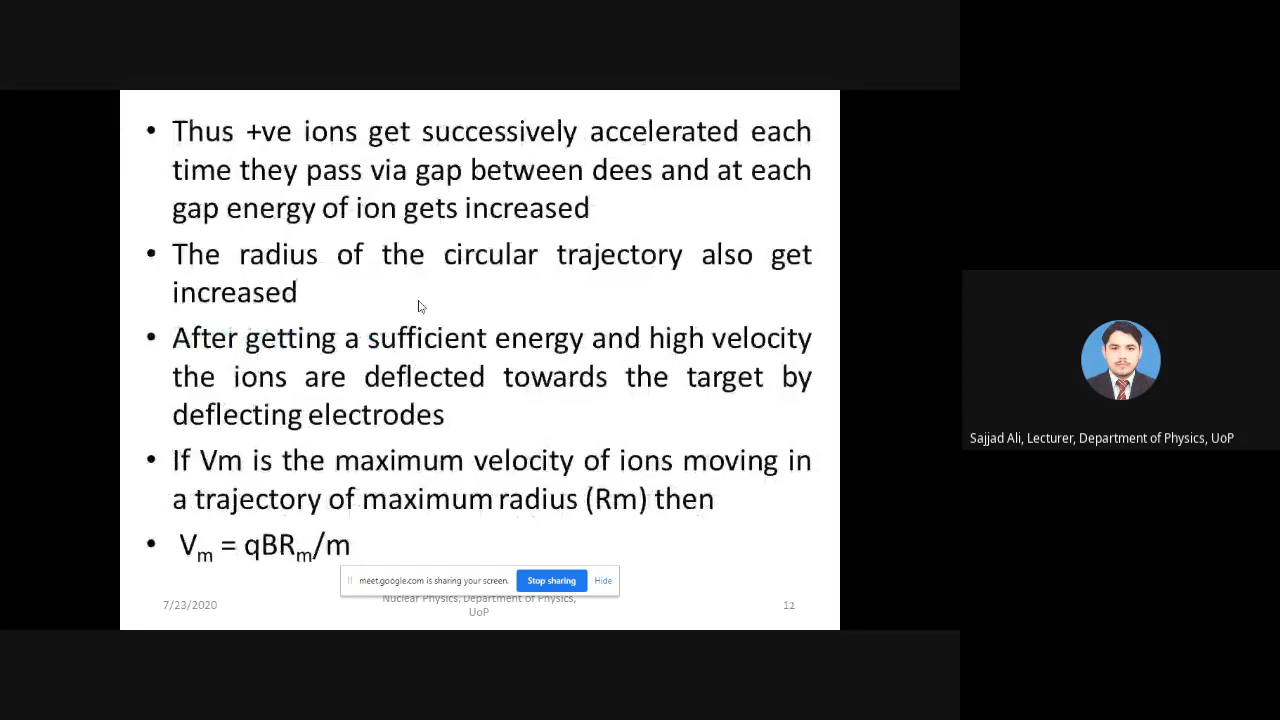 • Thus +ve ions get successively accelerated each
time they pass via gap between dees and at each
gap energy of ion gets increased
• The radius of the circular trajectory also get
increased
• After getting a sufficient energy and high velocity
the ions are deflected towards the target by
deflecting electrodes
• If Vm is the maximum velocity of ions moving in
a trajectory of maximum radius (Rm) then
• Vₘ = qBRₘ/m
meet.google.com is sharing your screen. Stop sharing Hide
7/23/2020
Nuclear Physics, Department of Physics,
UoP
12
Sajjad Ali, Lecturer, Department of Physics, UoP